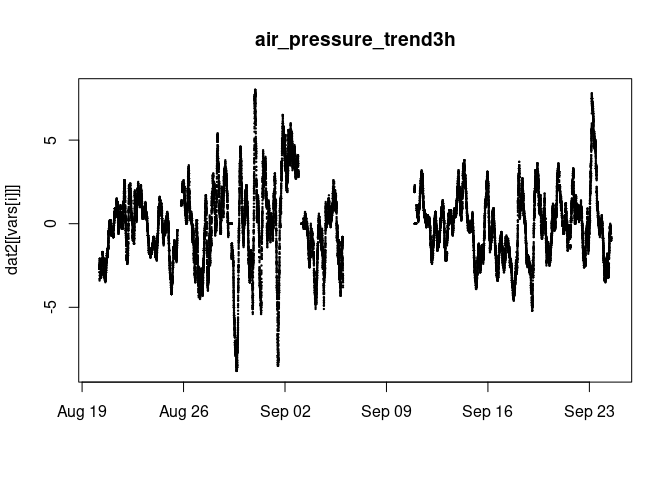 air_pressure_trend3h
dat2[[vars[i]]]
5
0
-5
Aug 19 Aug 26 Sep 02 Sep 09 Sep 16 Sep 23